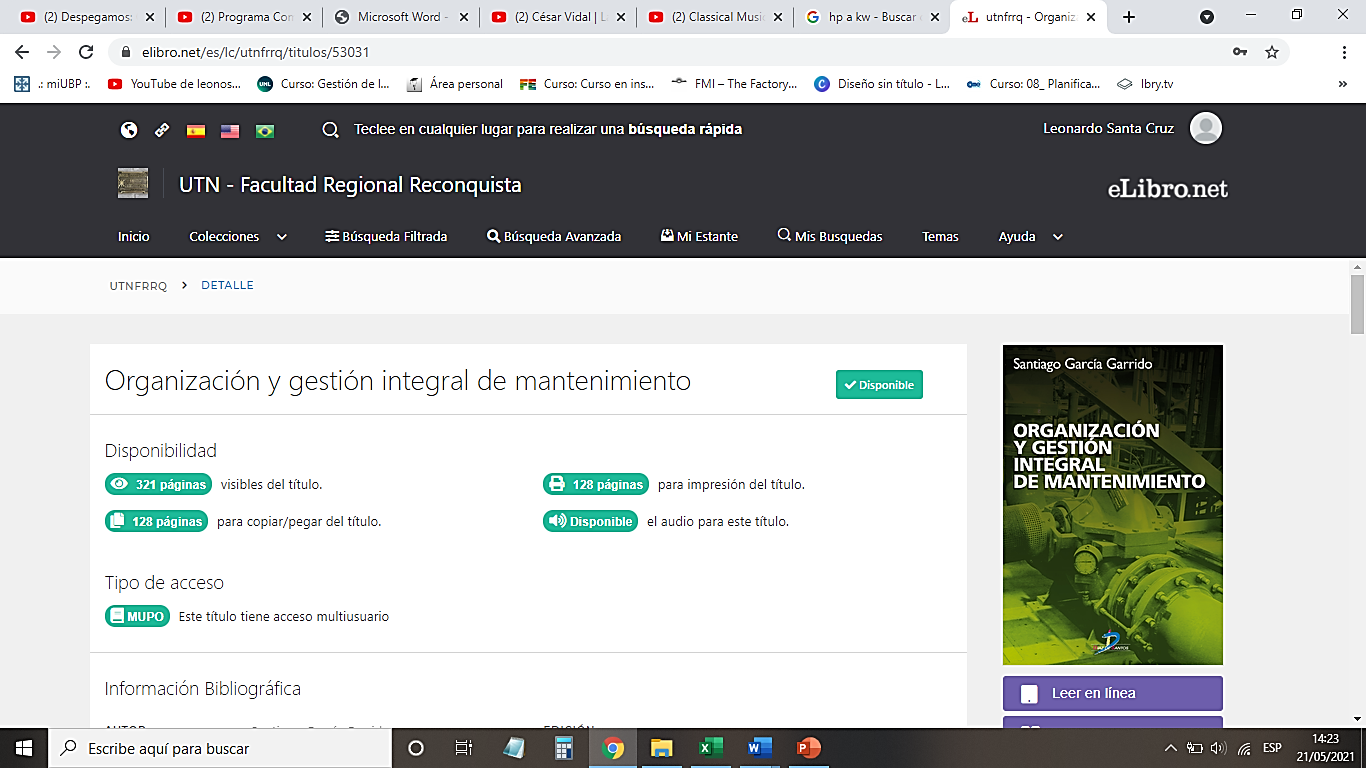 (2) Despegamos:
(2) Programa Con
Microsoft Word -
(2) César Vidal | L
(2) Classical Musi
hp a kw - Buscar
eL utnfrrq - Organiz
elibro.net/es/lc/utnfrrq/titulos/53031
.: miUBP :.
YouTube de leonos...
UNL Curso: Gestión de l...
Área personal
Curso: Curso en ins...
FMI – The Factory...
Diseño sin título - L...
Curso: 08_ Planifica...
lbry.tv
»
Teclee en cualquier lugar para realizar una búsqueda rápida
Leonardo Santa Cruz
UTN - Facultad Regional Reconquista
eLibro.net
Inicio
Colecciones
Búsqueda Filtrada
Búsqueda Avanzada
Mi Estante
Mis Busquedas
Temas
Ayuda
UTNFRRQ > DETALLE
Organización y gestión integral de mantenimiento
Disponible
Disponibilidad
321 páginas visibles del título.
128 páginas para impresión del título.
128 páginas para copiar/pegar del título.
Disponible el audio para este título.
Tipo de acceso
MUPO Este título tiene acceso multiusuario
Información Bibliográfica
Santiago García Garrido
ORGANIZACIÓN
Y GESTIÓN
INTEGRAL
DE MANTENIMIENTO
Leer en línea
Escribe aquí para buscar
ESP
14:23
21/05/2021